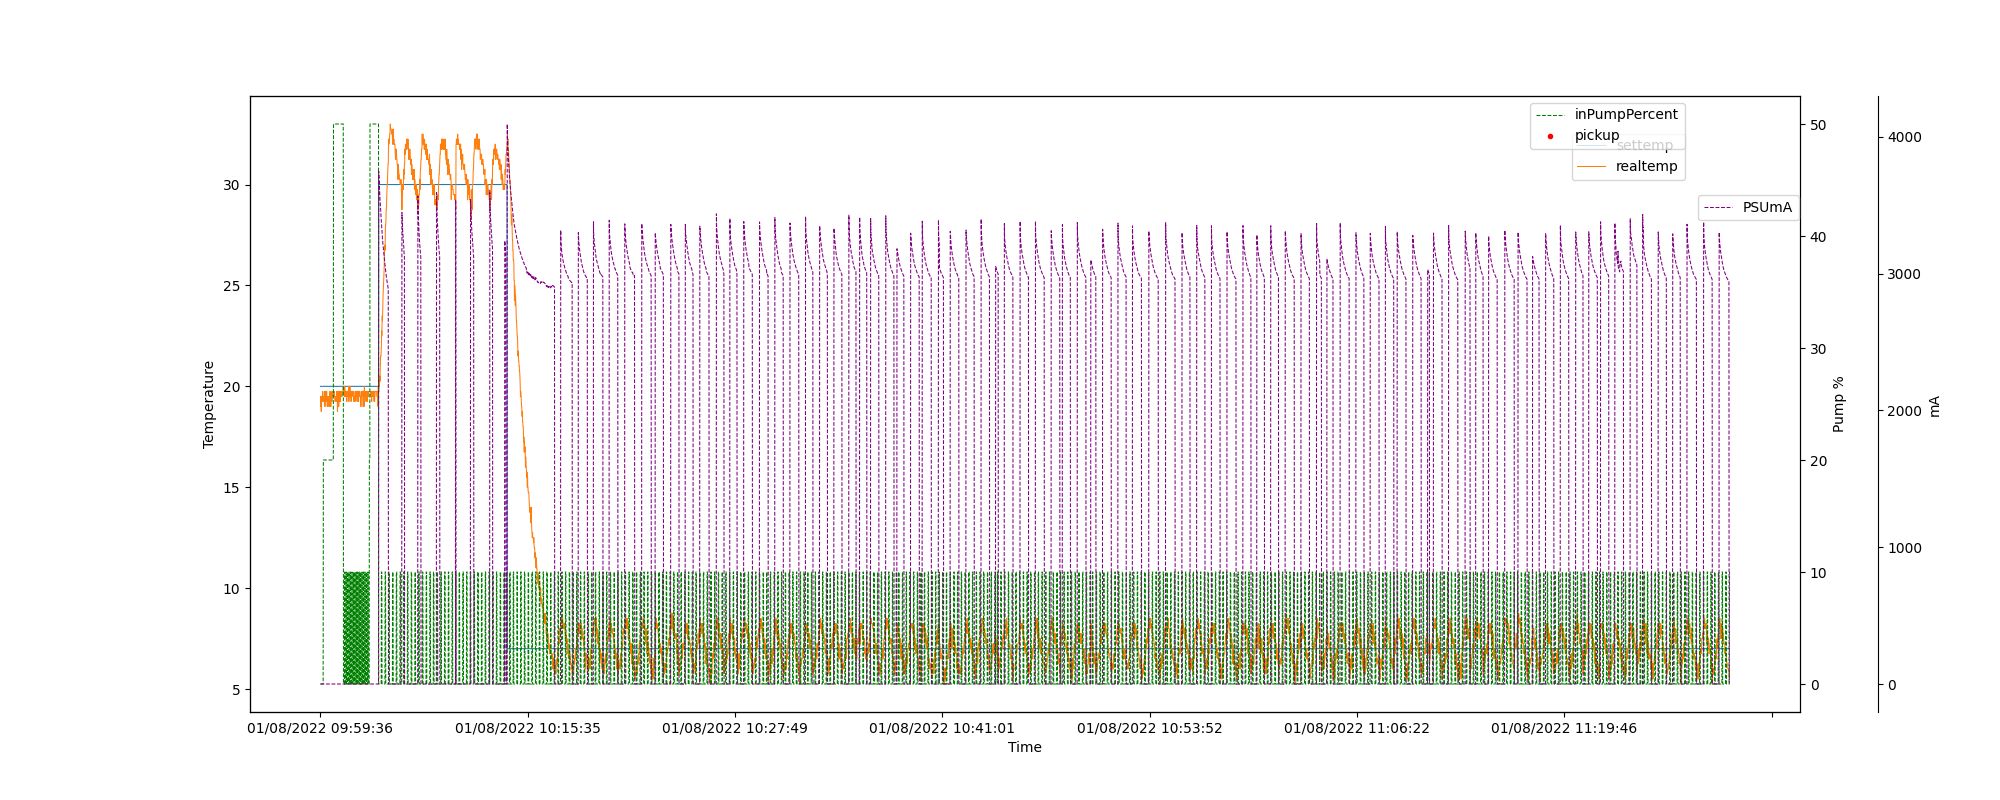 inPumpPercent
pickup
settemp
realtemp
PSUmA
30
25
20
15
10
5
Temperature
50
40
30
20
10
0
Pump %
4000
3000
2000
1000
0
mA
01/08/2022 09:59:36
01/08/2022 10:15:35
01/08/2022 10:27:49
01/08/2022 10:41:01
01/08/2022 10:53:52
01/08/2022 11:06:22
01/08/2022 11:19:46
Time